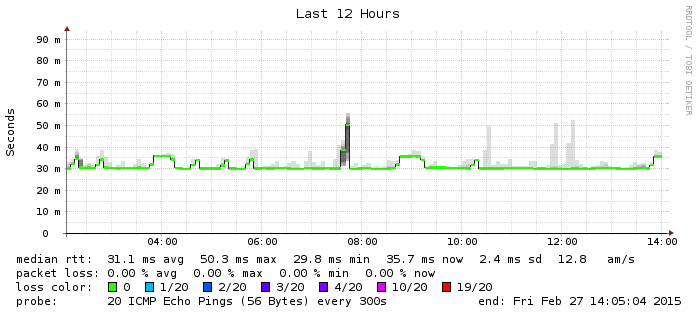 Last 12 Hours
RRDTOOL / TOBI OETIKER
Seconds
90 m
80 m
70 m
60 m
50 m
40 m
30 m
20 m
10 m
0
04:00 06:00 08:00 10:00 12:00 14:00
median rtt: 31.1 ms avg 50.3 ms max 29.8 ms min 35.7 ms now 2.4 ms sd 12.8 am/s
packet loss: 0.00 % avg 0.00 % max 0.00 % min 0.00 % now
loss color: 0 1/20 2/20 3/20 4/20 10/20 19/20
probe: 20 ICMP Echo Pings (56 Bytes) every 300s end: Fri Feb 27 14:05:04 2015